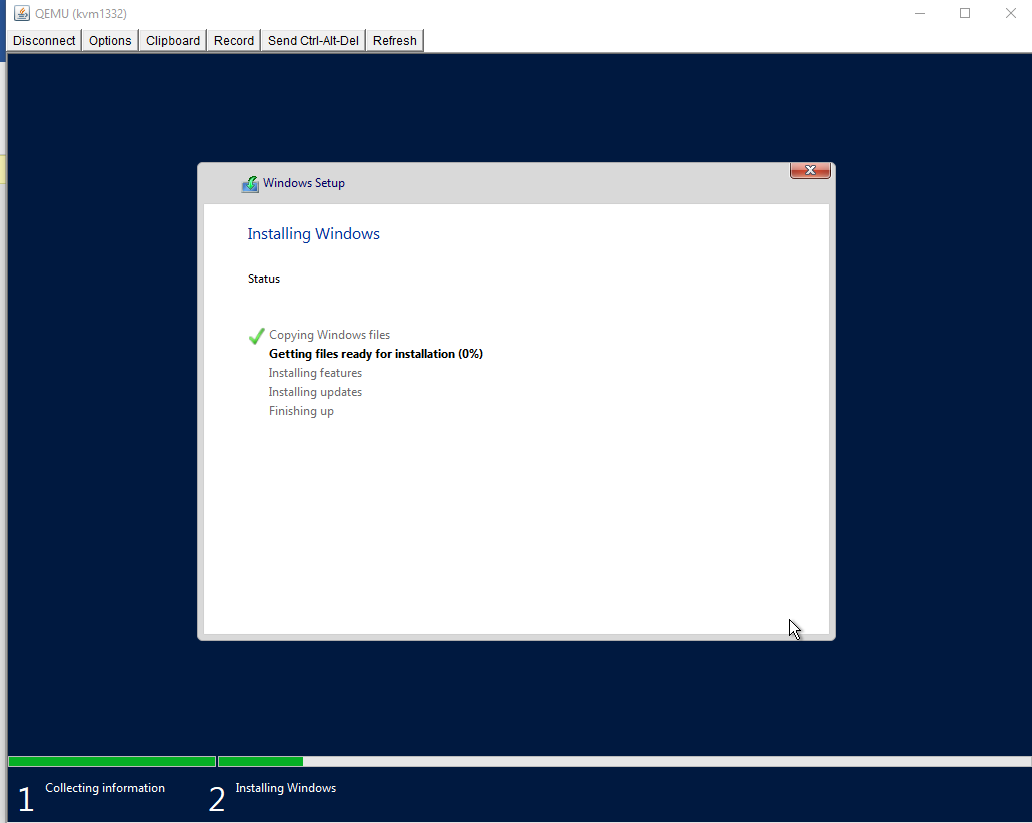 QEMU (kvm1332)
Disconnect Options Clipboard Record Send Ctrl-Alt-Del Refresh
Windows Setup
Installing Windows
Status
Copying Windows files
Getting files ready for installation (0%)
Installing features
Installing updates
Finishing up
1 Collecting information 2 Installing Windows